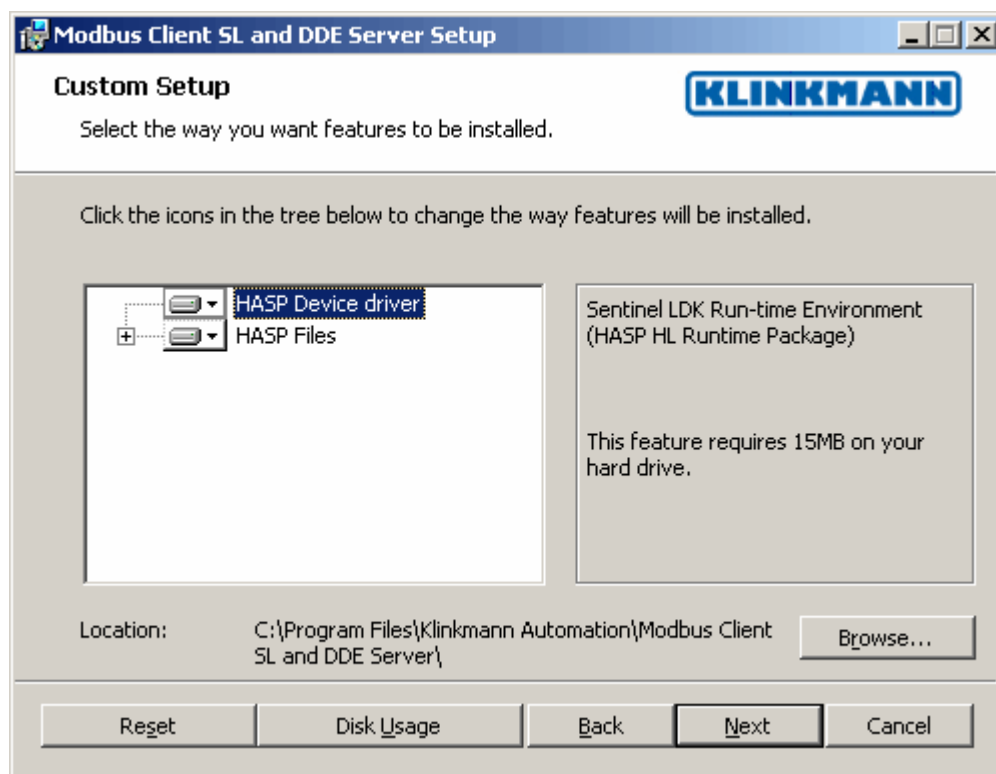 Modbus Client SL and DDE Server Setup
Custom Setup
KLINKMANN
Select the way you want features to be installed.
Click the icons in the tree below to change the way features will be installed.
HASP Device driver
HASP Files
Sentinel LDK Run-time Environment
(HASP HL Runtime Package)
This feature requires 15MB on your
hard drive.
Location:
C:\Program Files\Klinkmann Automation\Modbus Client
SL and DDE Server\
Browse...
Reset
Disk Usage
Back
Next
Cancel